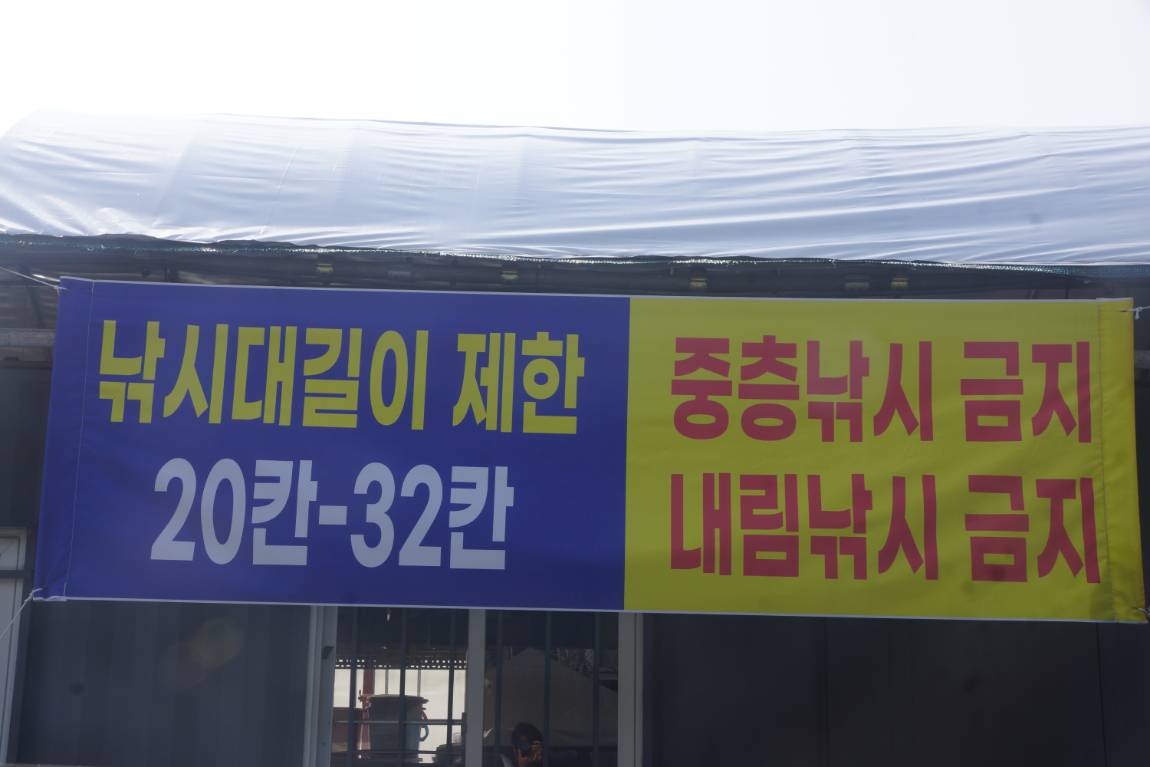 낚시대길이 제한
20칸-32칸
중층낚시 금지
내림낚시 금지